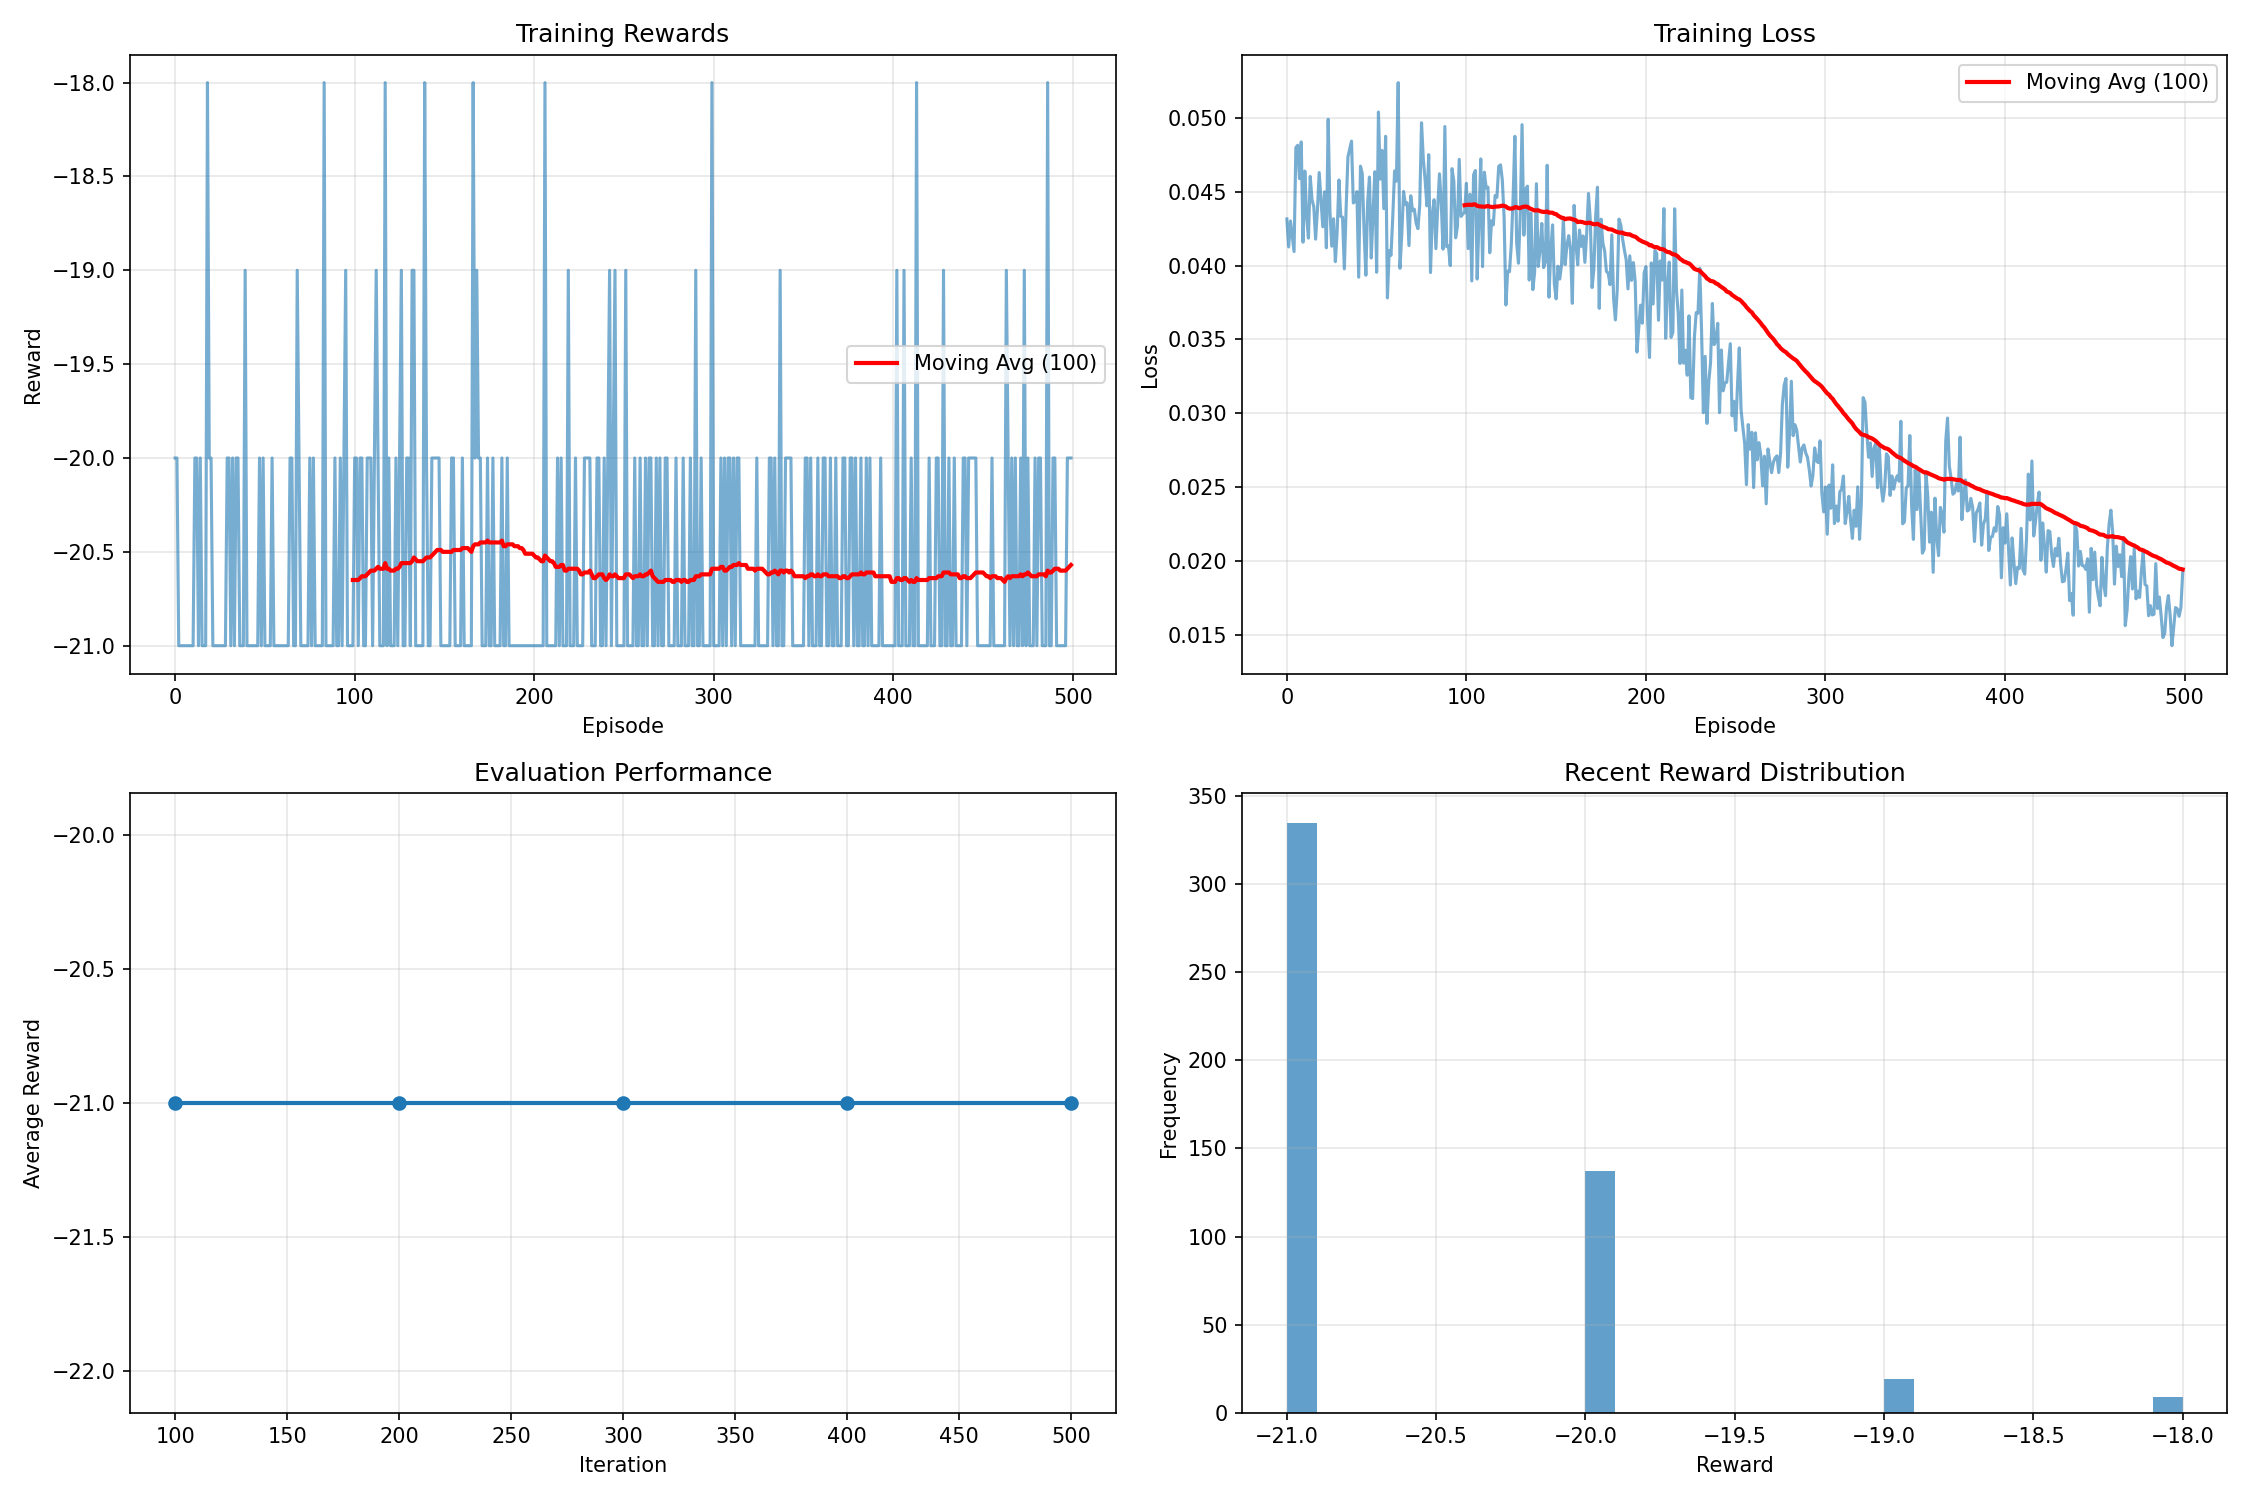 Training Rewards
−18.0
−18.5
−19.0
−19.5
−20.0
−20.5
−21.0
Reward
Moving Avg (100)
0 100 200 300 400 500
Episode
Training Loss
0.050
0.045
0.040
0.035
0.030
0.025
0.020
0.015
Loss
Moving Avg (100)
0 100 200 300 400 500
Episode
Evaluation Performance
−20.0
−20.5
−21.0
−21.5
−22.0
Average Reward
100 150 200 250 300 350 400 450 500
Iteration
Recent Reward Distribution
350
300
250
200
150
100
50
0
Frequency
−21.0 −20.5 −20.0 −19.5 −19.0 −18.5 −18.0
Reward